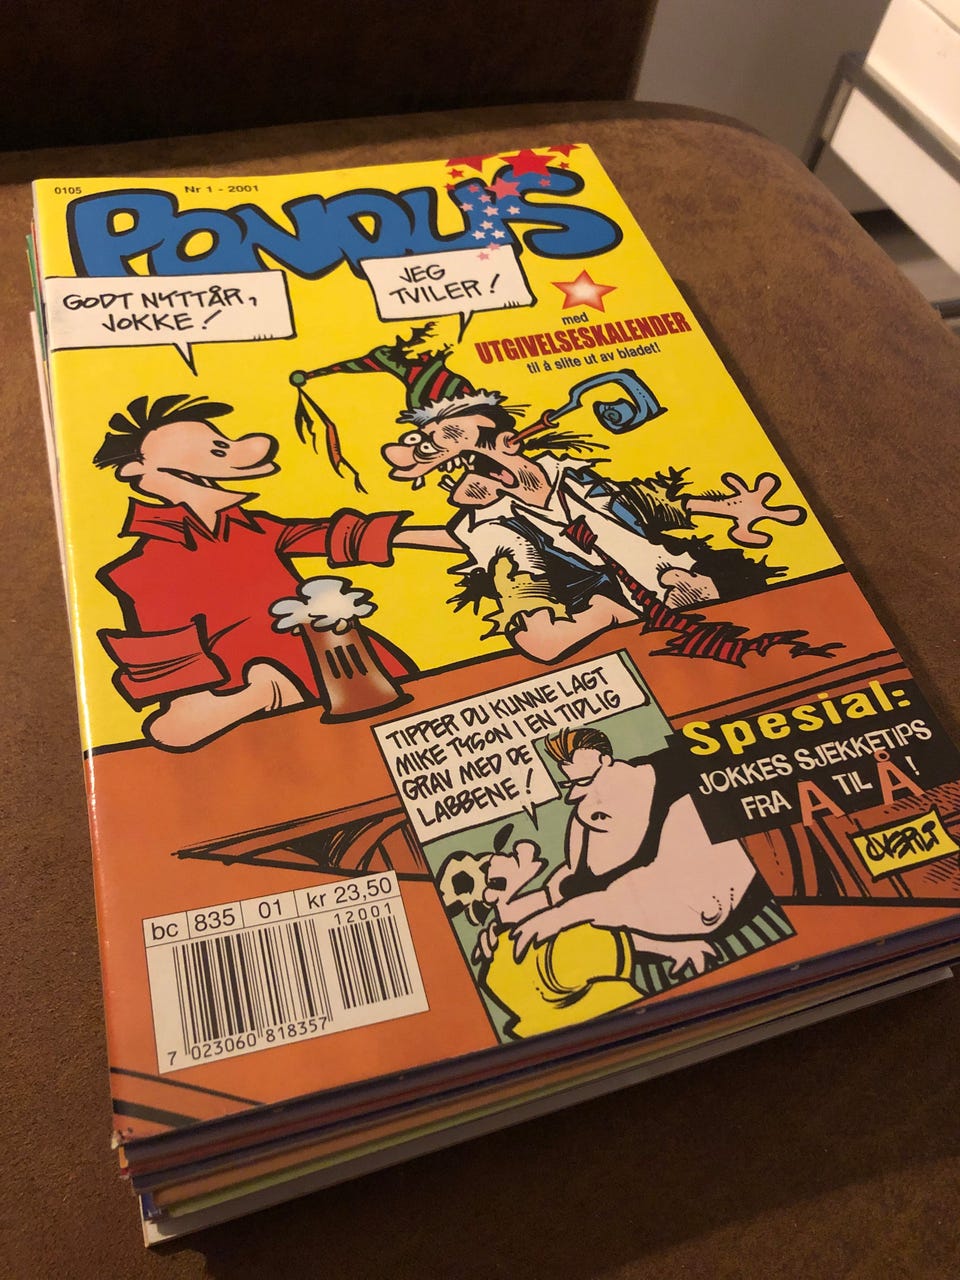 0105
Nr 1 - 2001
PONDUS
GODT NYTTÅR,
JOKKE!
JEG
TVILER!
med
UTGIVELSESKALENDER
til å slite ut av bladet!
TIPPER DU KUNNE LAGT
MIKE TYSON I EN TIDLIG
GRAV MED DE
LABBENE!
Spesial:
JOKKES SJEKKETIPS
FRA A TIL Å!
ØVERLI
bc 835 01 kr 23,50
12001
7 023060 818357